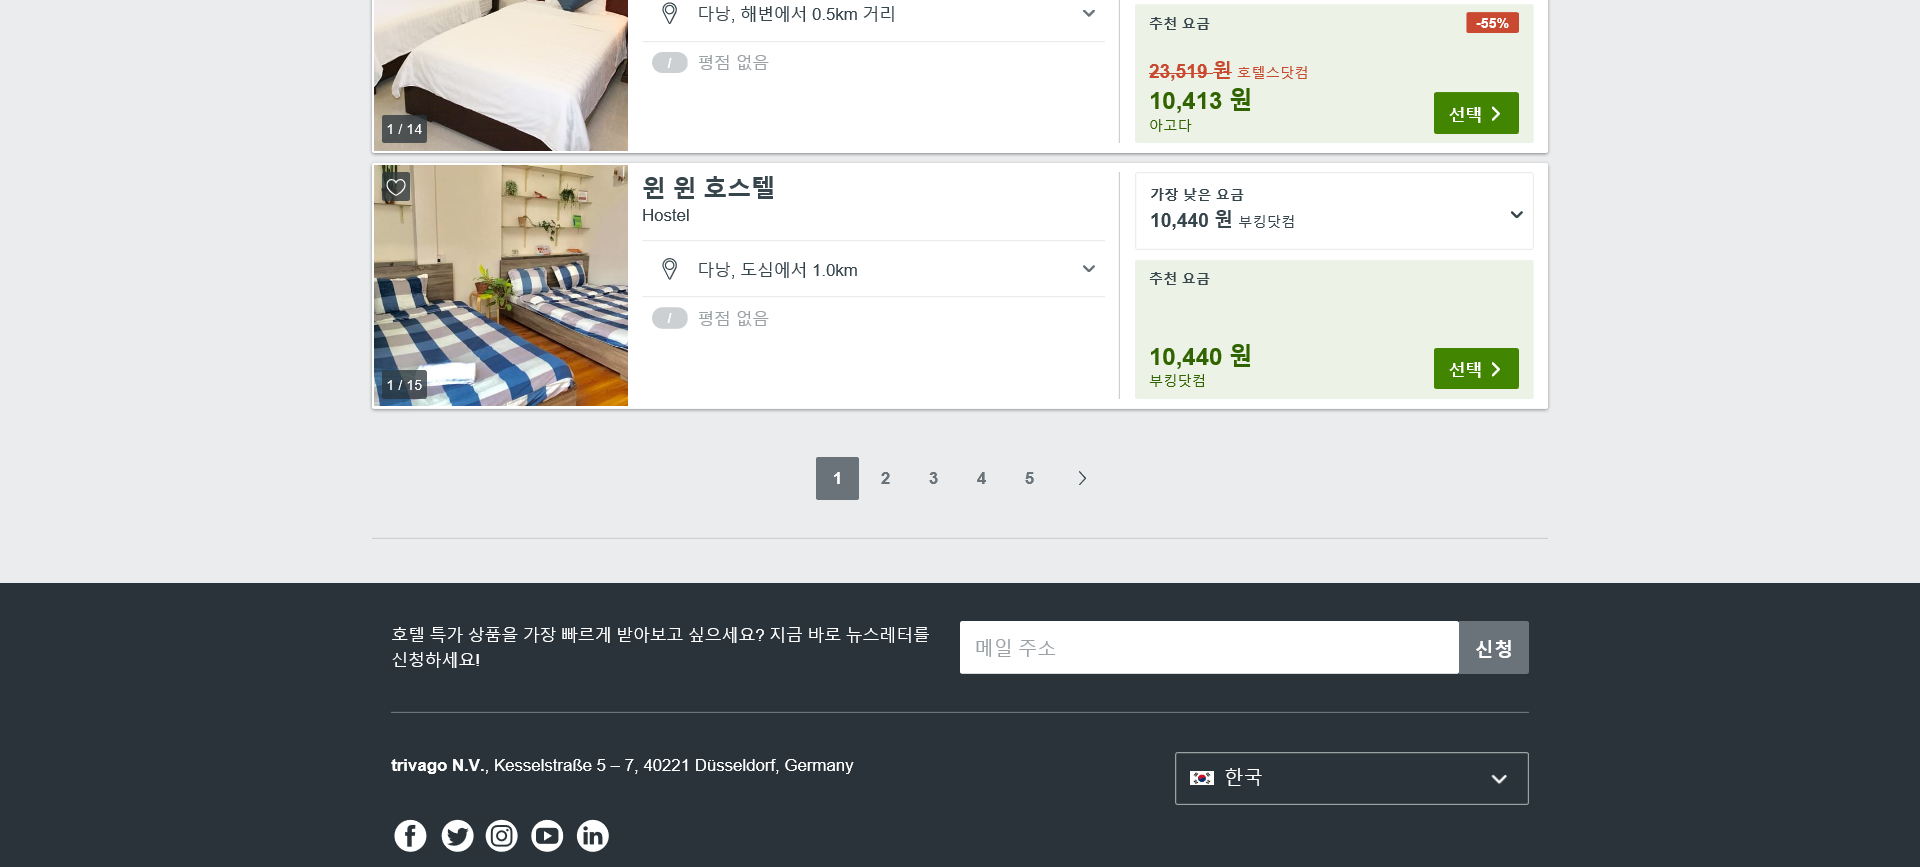 다낭, 해변에서 0.5km 거리
/ 평점 없음
1 / 14
추천 요금
-55%
23,519 원 호텔스닷컴
10,413 원
아고다
선택
윈 윈 호스텔
Hostel
다낭, 도심에서 1.0km
/ 평점 없음
1 / 15
가장 낮은 요금
10,440 원 부킹닷컴
추천 요금
10,440 원
부킹닷컴
선택
1 2 3 4 5
호텔 특가 상품을 가장 빠르게 받아보고 싶으세요? 지금 바로 뉴스레터를
신청하세요!
메일 주소
신청
trivago N.V., Kesselstraße 5 – 7, 40221 Düsseldorf, Germany
한국